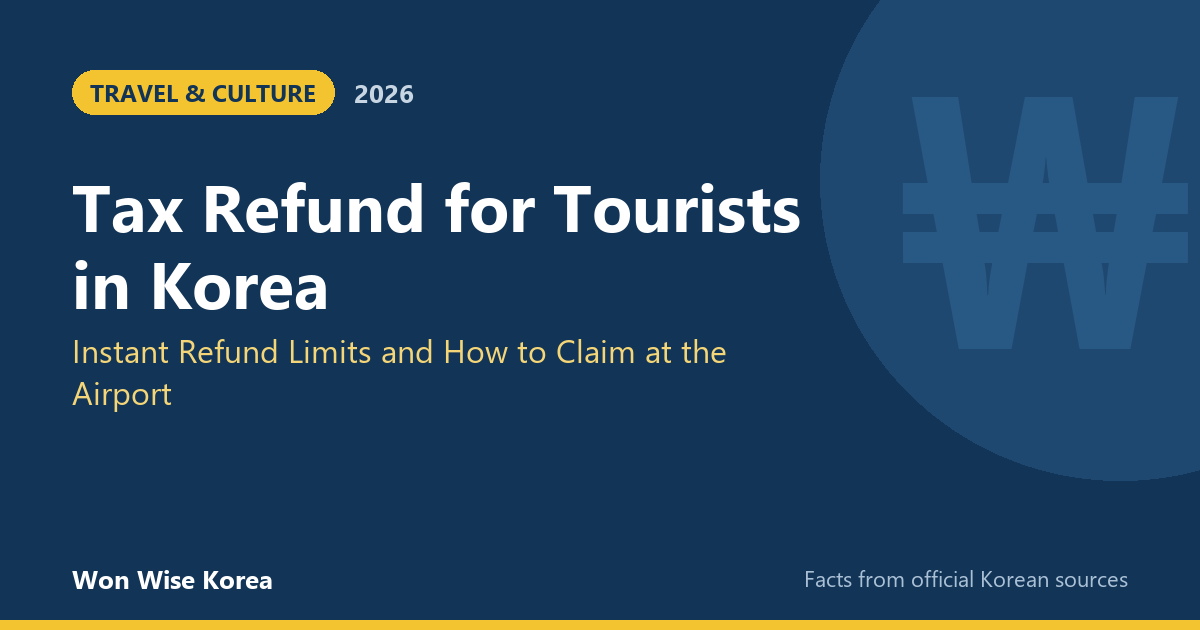 TRAVEL & CULTURE 2026
Tax Refund for Tourists
in Korea
Instant Refund Limits and How to Claim at the
Airport
₩
Won Wise Korea
Facts from official Korean sources